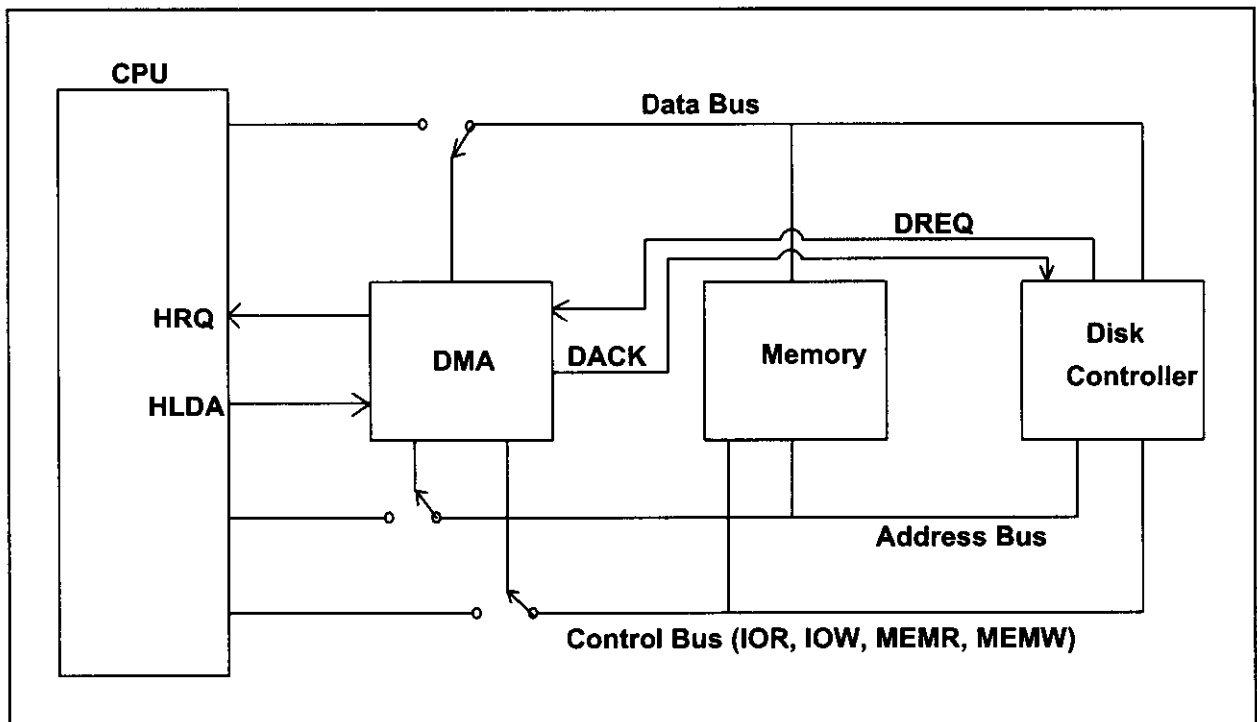 CPU
Data Bus
DREQ
HRQ
DMA
DACK
Memory
Disk
Controller
HLDA
Address Bus
Control Bus (IOR, IOW, MEMR, MEMW)